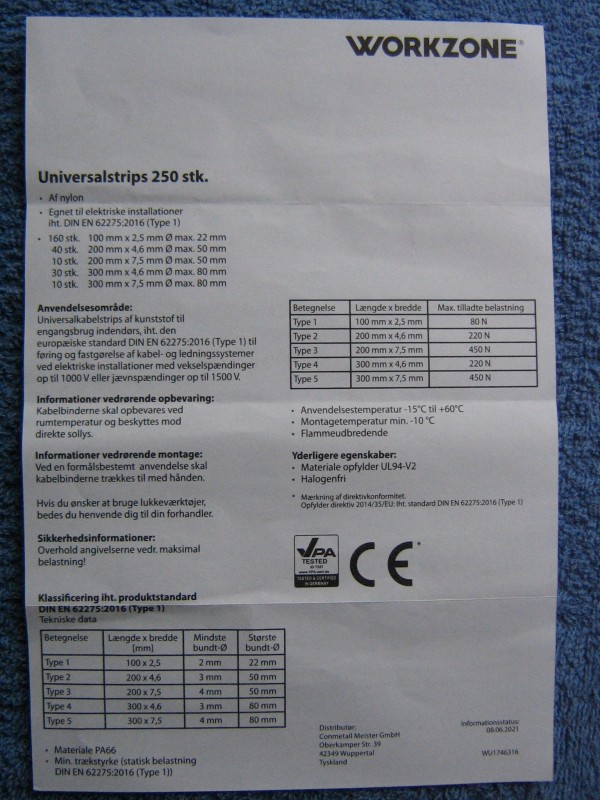 WORKZONE®
Universalstrips 250 stk.
• Af nylon
• Egnet til elektriske installationer
iht. DIN EN 62275:2016 (Type 1)
• 160 stk. 100 mm x 2,5 mm Ø max. 22 mm
40 stk. 200 mm x 4,6 mm Ø max. 50 mm
10 stk. 200 mm x 7,5 mm Ø max. 50 mm
30 stk. 300 mm x 4,6 mm Ø max. 80 mm
10 stk. 300 mm x 7,5 mm Ø max. 80 mm
Anvendelsesområde:
Universalkabelstrips af kunststof til
engangsbrug indendørs, iht. den
europæiske standard DIN EN 62275:2016 (Type 1) til
føring og fastgørelse af kabel- og ledningssystemer
ved elektriske installationer med vekselspændinger
op til 1000 V eller jævnspændinger op til 1500 V.
Informationer vedrørende opbevaring:
Kabelbinderne skal opbevares ved
rumtemperatur og beskyttes mod
direkte sollys.
Informationer vedrørende montage:
Ved en formålsbestemt anvendelse skal
kabelbinderne trækkes til med hånden.
Hvis du ønsker at bruge lukkeværktøjer,
bedes du henvende dig til din forhandler.
Sikkerhedsinformationer:
Overhold angivelserne vedr. maksimal
belastning!
Klassificering iht. produktstandard
DIN EN 62275:2016 (Type 1)
Tekniske data
Betegnelse Længde x bredde [mm] Mindste bundt-Ø Største bundt-Ø
Type 1 100 x 2,5 2 mm 22 mm
Type 2 200 x 4,6 3 mm 50 mm
Type 3 200 x 7,5 4 mm 50 mm
Type 4 300 x 4,6 3 mm 80 mm
Type 5 300 x 7,5 4 mm 80 mm
• Materiale PA66
• Min. trækstyrke (statisk belastning
DIN EN 62275:2016 (Type 1))
Betegnelse Længde x bredde Max. tilladte belastning
Type 1 100 mm x 2,5 mm 80 N
Type 2 200 mm x 4,6 mm 220 N
Type 3 200 mm x 7,5 mm 450 N
Type 4 300 mm x 4,6 mm 220 N
Type 5 300 mm x 7,5 mm 450 N
• Anvendelsestemperatur -15°C til +60°C
• Montagetemperatur min. -10 °C
• Flammeudbredende
Yderligere egenskaber:
• Materiale opfylder UL94-V2
• Halogenfri
* Mærkning af direktivkonformitet.
Opfylder direktiv 2014/35/EU: Iht. standard DIN EN 62275:2016 (Type 1)
VPA
TESTED
www.VPA.com.de
TESTED & CERTIFIED
IN GERMANY
CE*
Distributør:
Conmetall Meister GmbH
Oberkamper Str. 39
42349 Wuppertal
Tyskland
Informationsstatus:
08.06.2021
WU1746316